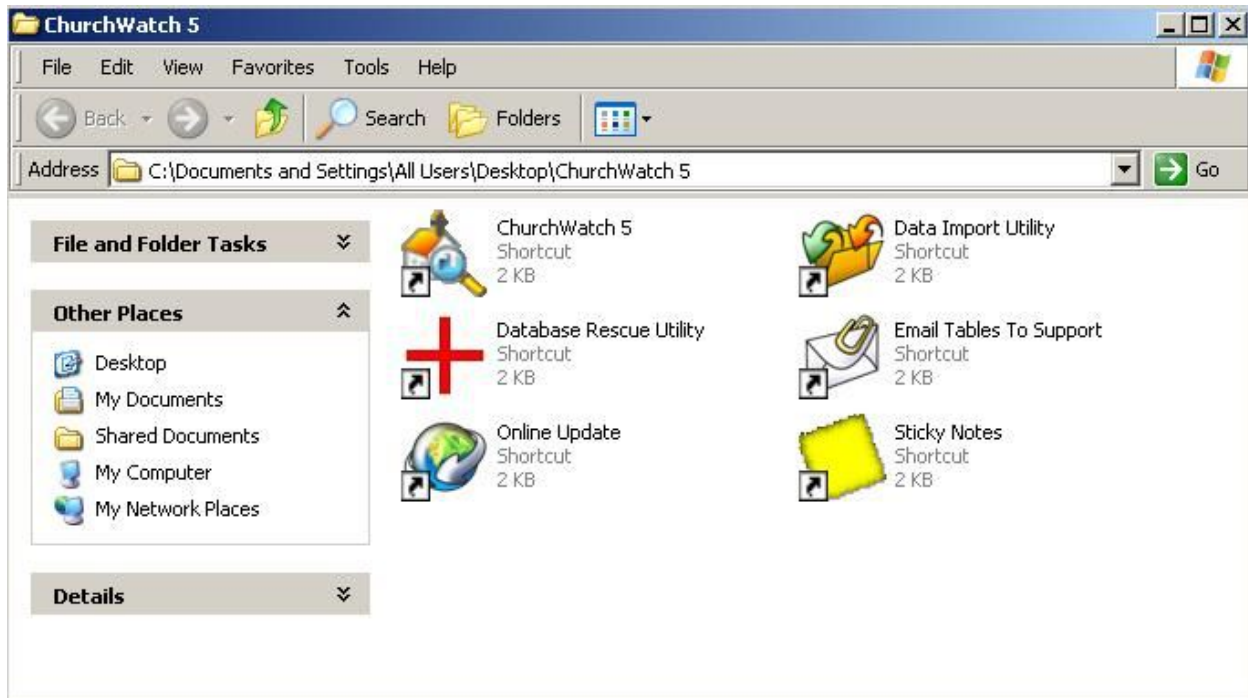 ChurchWatch 5
File Edit View Favorites Tools Help
Back Search Folders
Address C:\Documents and Settings\All Users\Desktop\ChurchWatch 5 Go
File and Folder Tasks
Other Places
Desktop
My Documents
Shared Documents
My Computer
My Network Places
Details
ChurchWatch 5
Shortcut
2 KB
Data Import Utility
Shortcut
2 KB
Database Rescue Utility
Shortcut
2 KB
Email Tables To Support
Shortcut
2 KB
Online Update
Shortcut
2 KB
Sticky Notes
Shortcut
2 KB